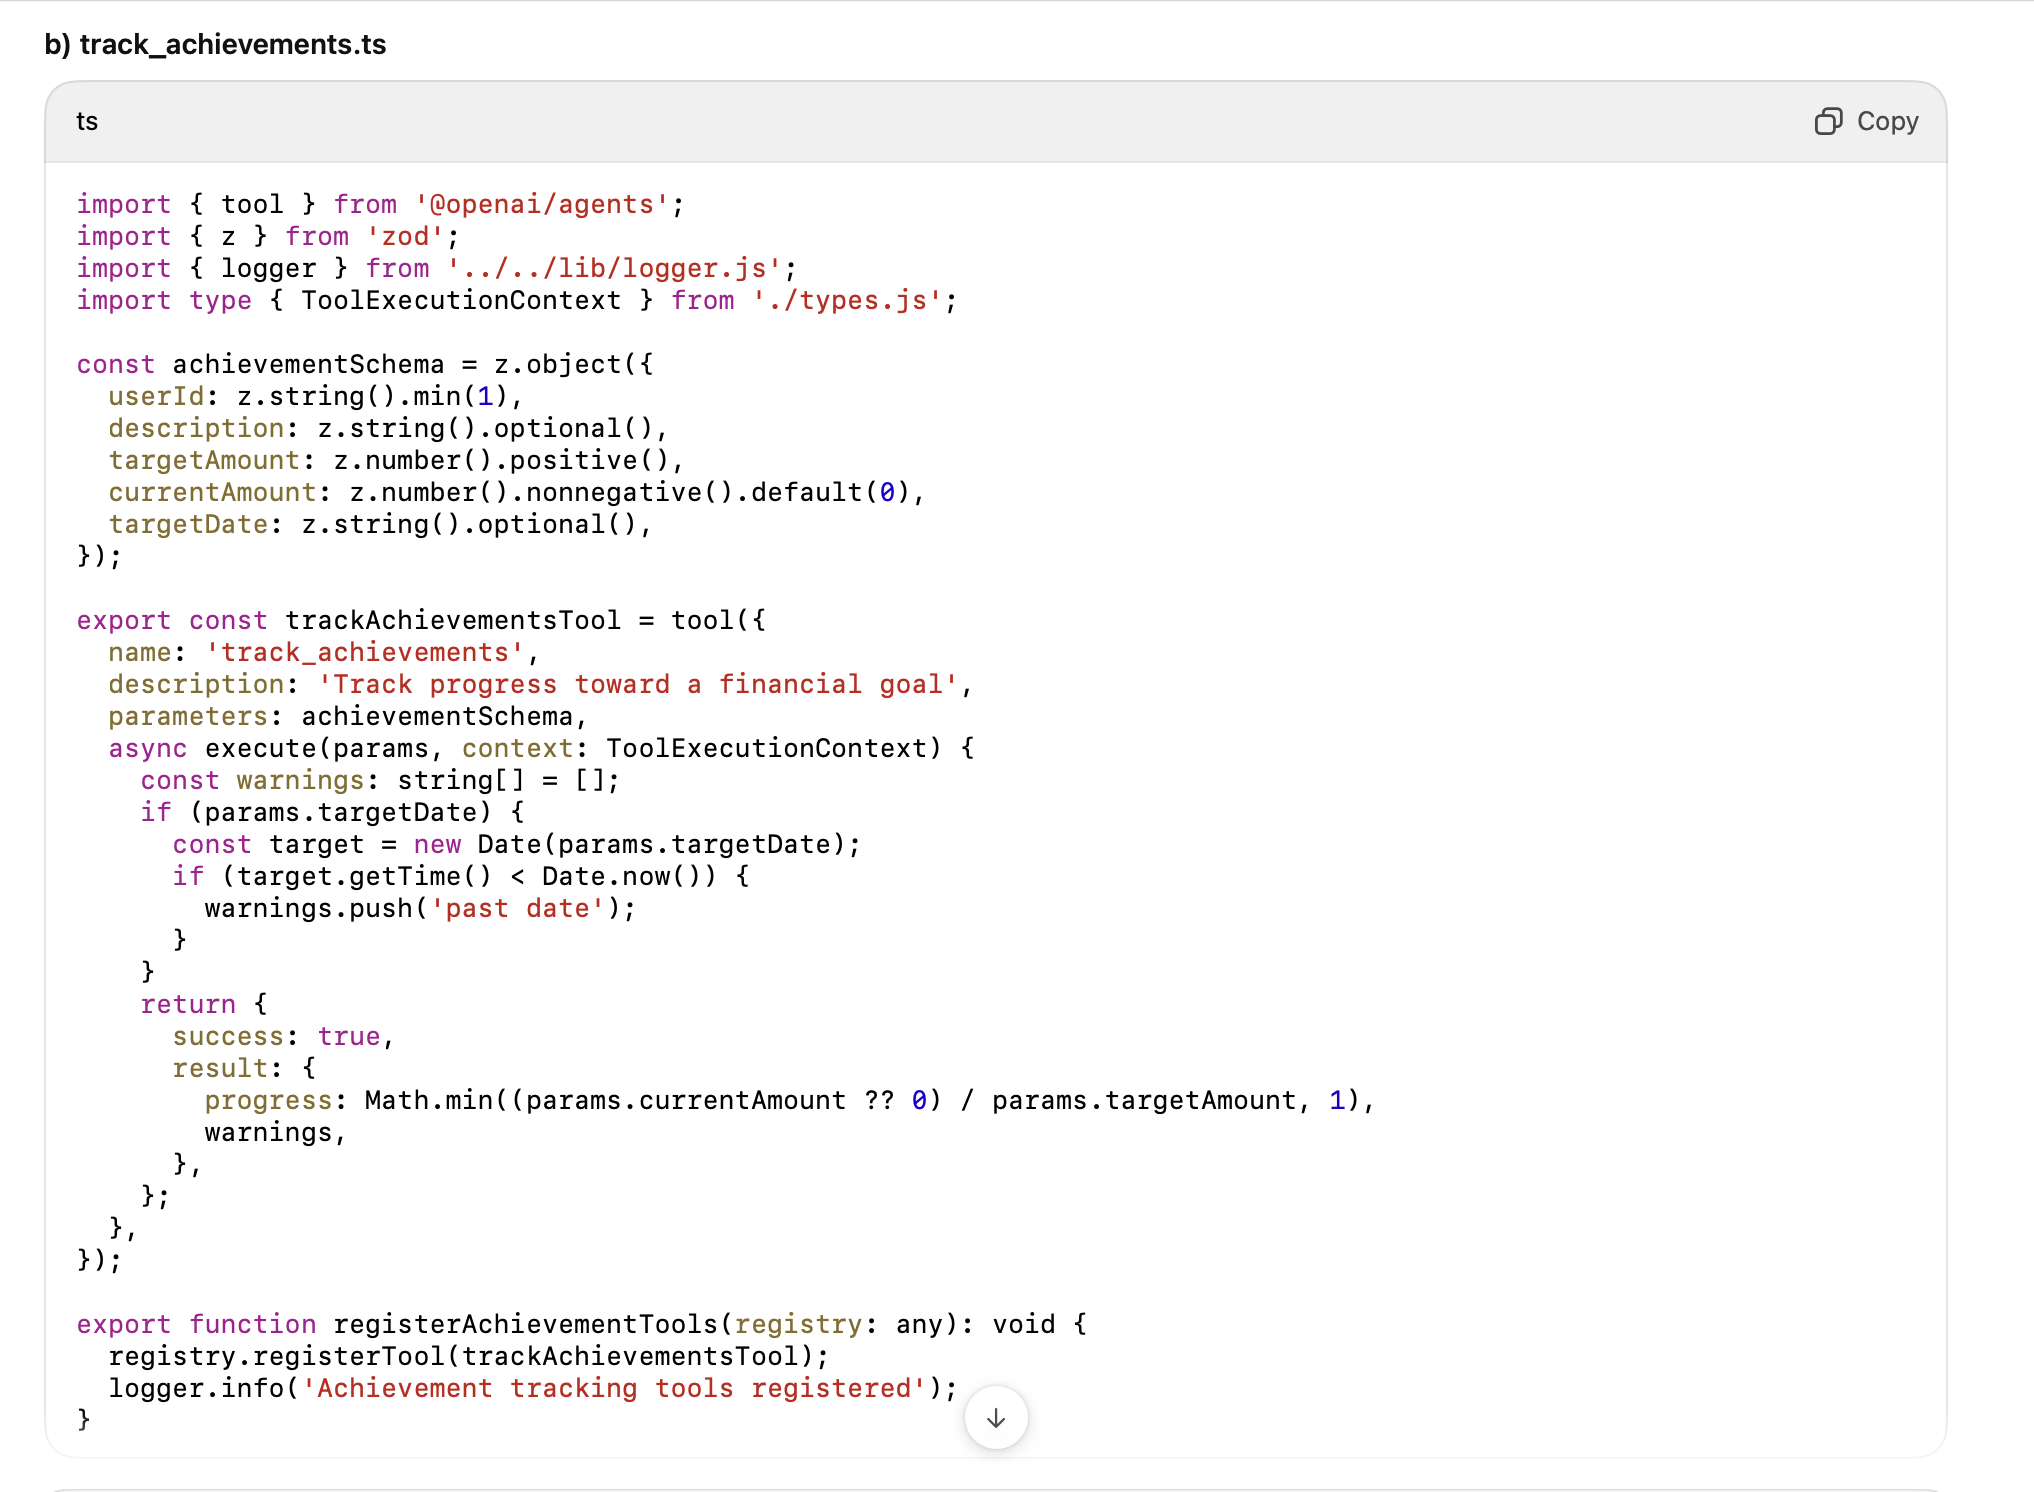 b) track_achievements.ts
ts
Copy
import { tool } from '@openai/agents';
import { z } from 'zod';
import { logger } from '../../lib/logger.js';
import type { ToolExecutionContext } from './types.js';

const achievementSchema = z.object({
  userId: z.string().min(1),
  description: z.string().optional(),
  targetAmount: z.number().positive(),
  currentAmount: z.number().nonnegative().default(0),
  targetDate: z.string().optional(),
});

export const trackAchievementsTool = tool({
  name: 'track_achievements',
  description: 'Track progress toward a financial goal',
  parameters: achievementSchema,
  async execute(params, context: ToolExecutionContext) {
    const warnings: string[] = [];
    if (params.targetDate) {
      const target = new Date(params.targetDate);
      if (target.getTime() < Date.now()) {
        warnings.push('past date');
      }
    }
    return {
      success: true,
      result: {
        progress: Math.min((params.currentAmount ?? 0) / params.targetAmount, 1),
        warnings,
      },
    };
  },
});

export function registerAchievementTools(registry: any): void {
  registry.registerTool(trackAchievementsTool);
  logger.info('Achievement tracking tools registered');
}